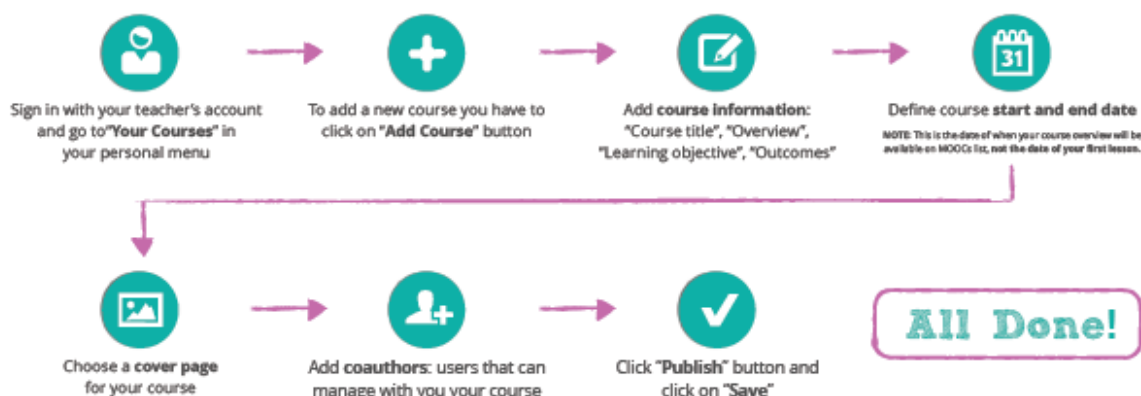 Sign in with your teacher's account
and go to"Your Courses" in
your personal menu
To add a new course you have to
click on "Add Course" button
Add course information:
"Course title", "Overview",
"Learning objective", "Outcomes"
31
Define course start and end date
NOTE: This is the date of when your course overview will be
available on MOOCs list, not the date of your first lesson.
Choose a cover page
for your course
Add coauthors: users that can
manage with you your course
Click "Publish" button and
click on "Save"
All Done!